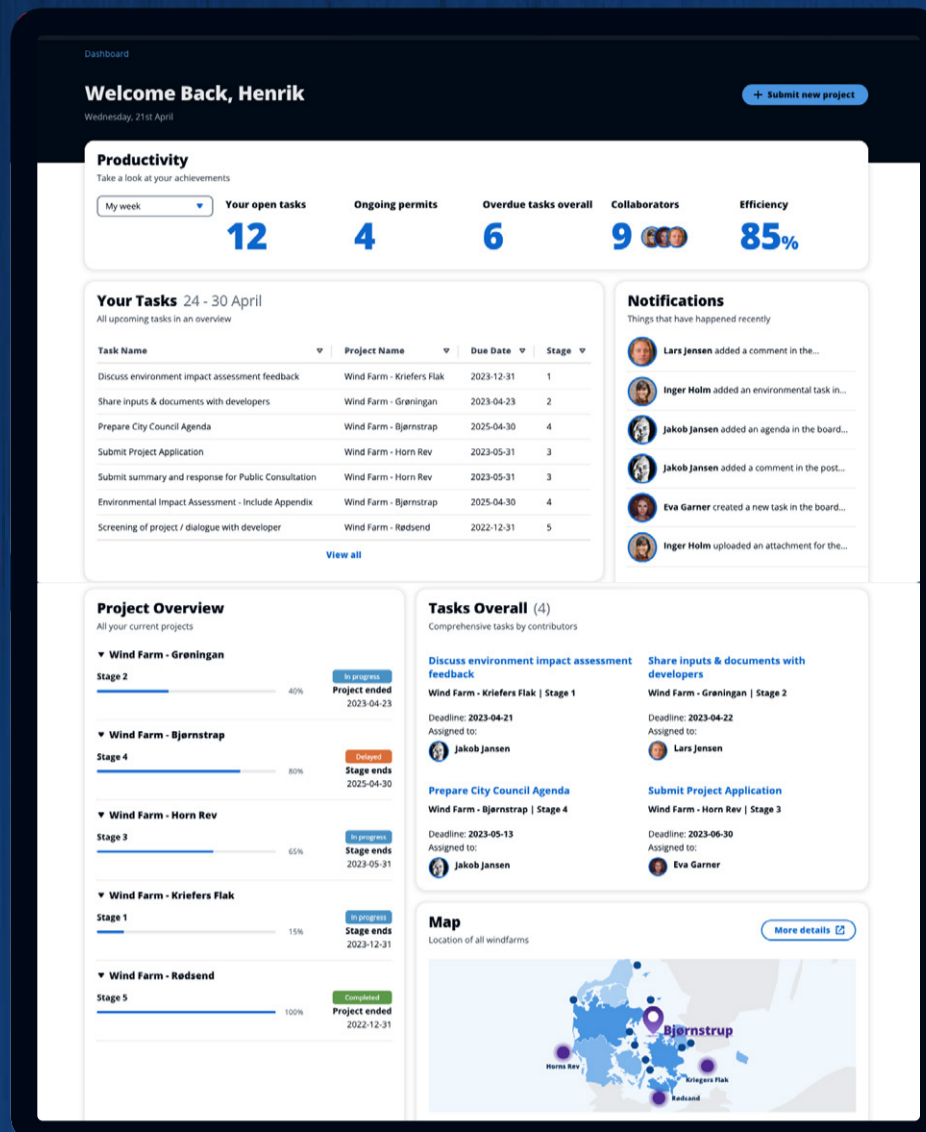 Dashboard
Welcome Back, Henrik
+ Submit new project
Wednesday, 21st April
Productivity
Take a look at your achievements
My week
Your open tasks
12
Ongoing permits
4
Overdue tasks overall
6
Collaborators
9
Efficiency
85%
Your Tasks 24 - 30 April
All upcoming tasks in an overview
Task Name Project Name Due Date Stage
Discuss environment impact assessment feedback Wind Farm - Kriefers Flak 2023-12-31 1
Share inputs & documents with developers Wind Farm - Grøningan 2023-04-23 2
Prepare City Council Agenda Wind Farm - Bjørnstrap 2025-04-30 4
Submit Project Application Wind Farm - Horn Rev 2023-05-31 3
Submit summary and response for Public Consultation Wind Farm - Horn Rev 2023-05-31 3
Environmental Impact Assessment - Include Appendix Wind Farm - Bjørnstrap 2025-04-30 4
Screening of project / dialogue with developer Wind Farm - Rødsend 2022-12-31 5
View all
Notifications
Things that have happened recently
Lars Jensen added a comment in the...
Inger Holm added an environmental task in...
Jakob Jansen added an agenda in the board...
Jakob Jansen added a comment in the post...
Eva Garner created a new task in the board...
Inger Holm uploaded an attachment for the...
Project Overview
All your current projects
Wind Farm - Grøningan
Stage 2
40%
In progress
Project ended
2023-04-23
Wind Farm - Bjørnstrap
Stage 4
80%
Delayed
Stage ends
2025-04-30
Wind Farm - Horn Rev
Stage 3
65%
In progress
Stage ends
2023-05-31
Wind Farm - Kriefers Flak
Stage 1
15%
In progress
Stage ends
2023-12-31
Wind Farm - Rødsend
Stage 5
100%
Completed
Project ended
2022-12-31
Tasks Overall (4)
Comprehensive tasks by contributors
Discuss environment impact assessment
feedback
Wind Farm - Kriefers Flak | Stage 1
Deadline: 2023-04-21
Assigned to:
Jakob Jansen
Share inputs & documents with
developers
Wind Farm - Grøningan | Stage 2
Deadline: 2023-04-22
Assigned to:
Lars Jensen
Prepare City Council Agenda
Wind Farm - Bjørnstrap | Stage 4
Deadline: 2023-05-13
Assigned to:
Jakob Jansen
Submit Project Application
Wind Farm - Horn Rev | Stage 3
Deadline: 2023-06-30
Assigned to:
Eva Garner
Map
Location of all windfarms
More details
Bjørnstrup
Horns Rev
Kriegers Flak
Rødsand